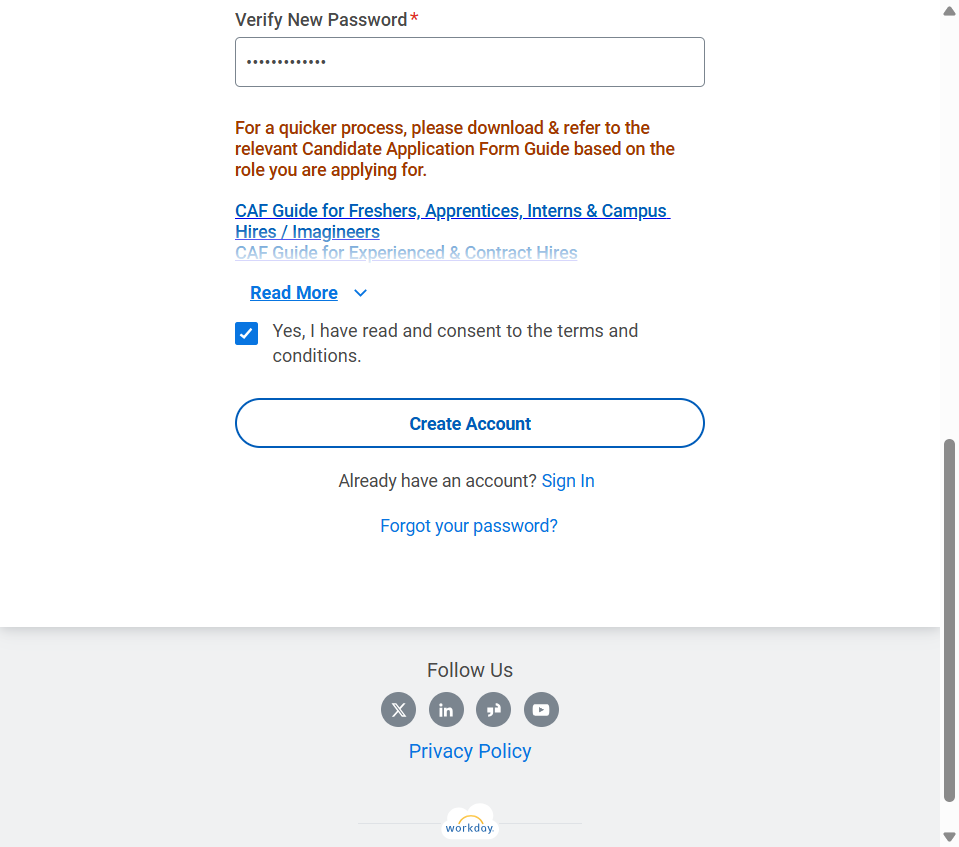 Verify New Password*
•••••••••••••
For a quicker process, please download & refer to the
relevant Candidate Application Form Guide based on the
role you are applying for.
CAF Guide for Freshers, Apprentices, Interns & Campus
Hires / Imagineers
CAF Guide for Experienced & Contract Hires
Read More
Yes, I have read and consent to the terms and
conditions.
Create Account
Already have an account? Sign In
Forgot your password?
Follow Us
Privacy Policy
workday.